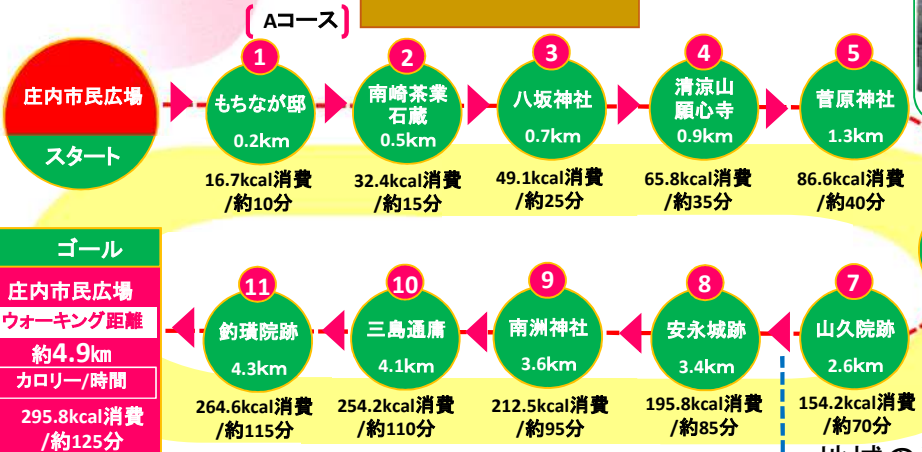 【Aコース】
庄内市民広場
スタート
1
もちなが邸
0.2km
16.7kcal消費
/約10分
2
南崎茶業
石蔵
0.5km
32.4kcal消費
/約15分
3
八坂神社
0.7km
49.1kcal消費
/約25分
4
清涼山
願心寺
0.9km
65.8kcal消費
/約35分
5
菅原神社
1.3km
86.6kcal消費
/約40分
7
山久院跡
2.6km
154.2kcal消費
/約70分
8
安永城跡
3.4km
195.8kcal消費
/約85分
9
南洲神社
3.6km
212.5kcal消費
/約95分
10
三島通庸
4.1km
254.2kcal消費
/約110分
11
釣璜院跡
4.3km
264.6kcal消費
/約115分
ゴール
庄内市民広場
ウォーキング距離
約4.9km
カロリー/時間
295.8kcal消費
/約125分